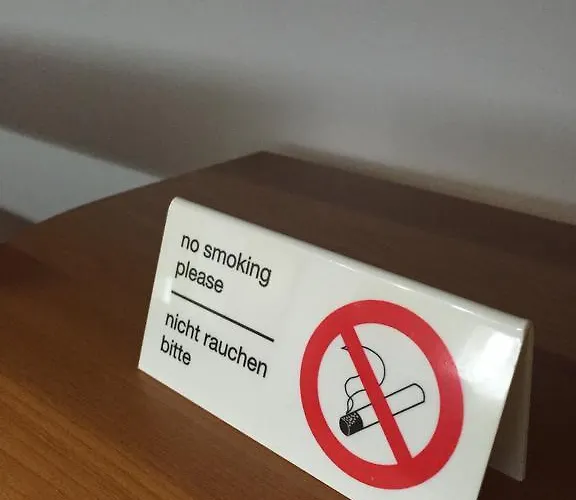 no smoking
please
nicht rauchen
bitte